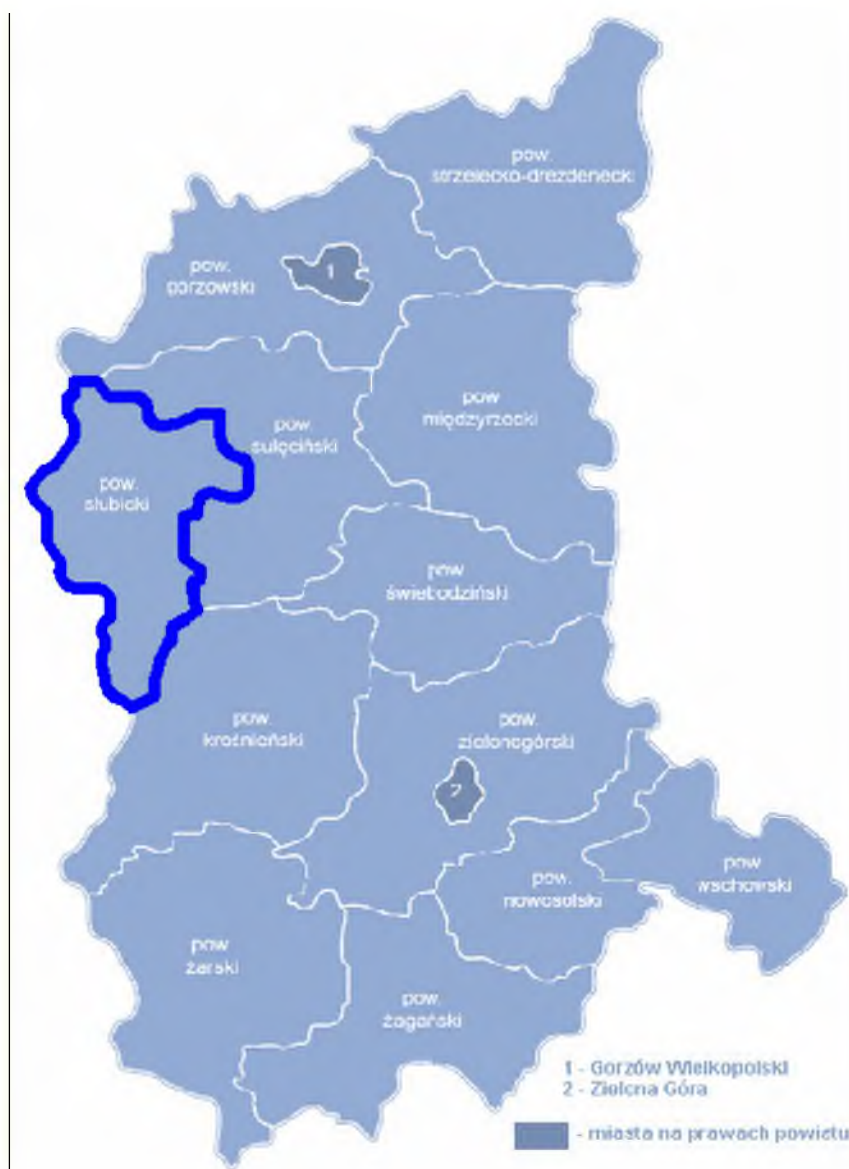 pow.
strzelecko-drezdenecki
pow.
gorzowski
1
pow
międzyrzecki
pow.
sulęciński
pow.
słubicki
pow
świebodziński
pow.
krośnieński
pow.
zielonogórski
2
pow
wschowski
pow.
nowosolski
pow
żarski
pow.
żagański
1 - Gorzów Wielkopolski
2 - Zielona Góra
- miasta na prawach powiatu